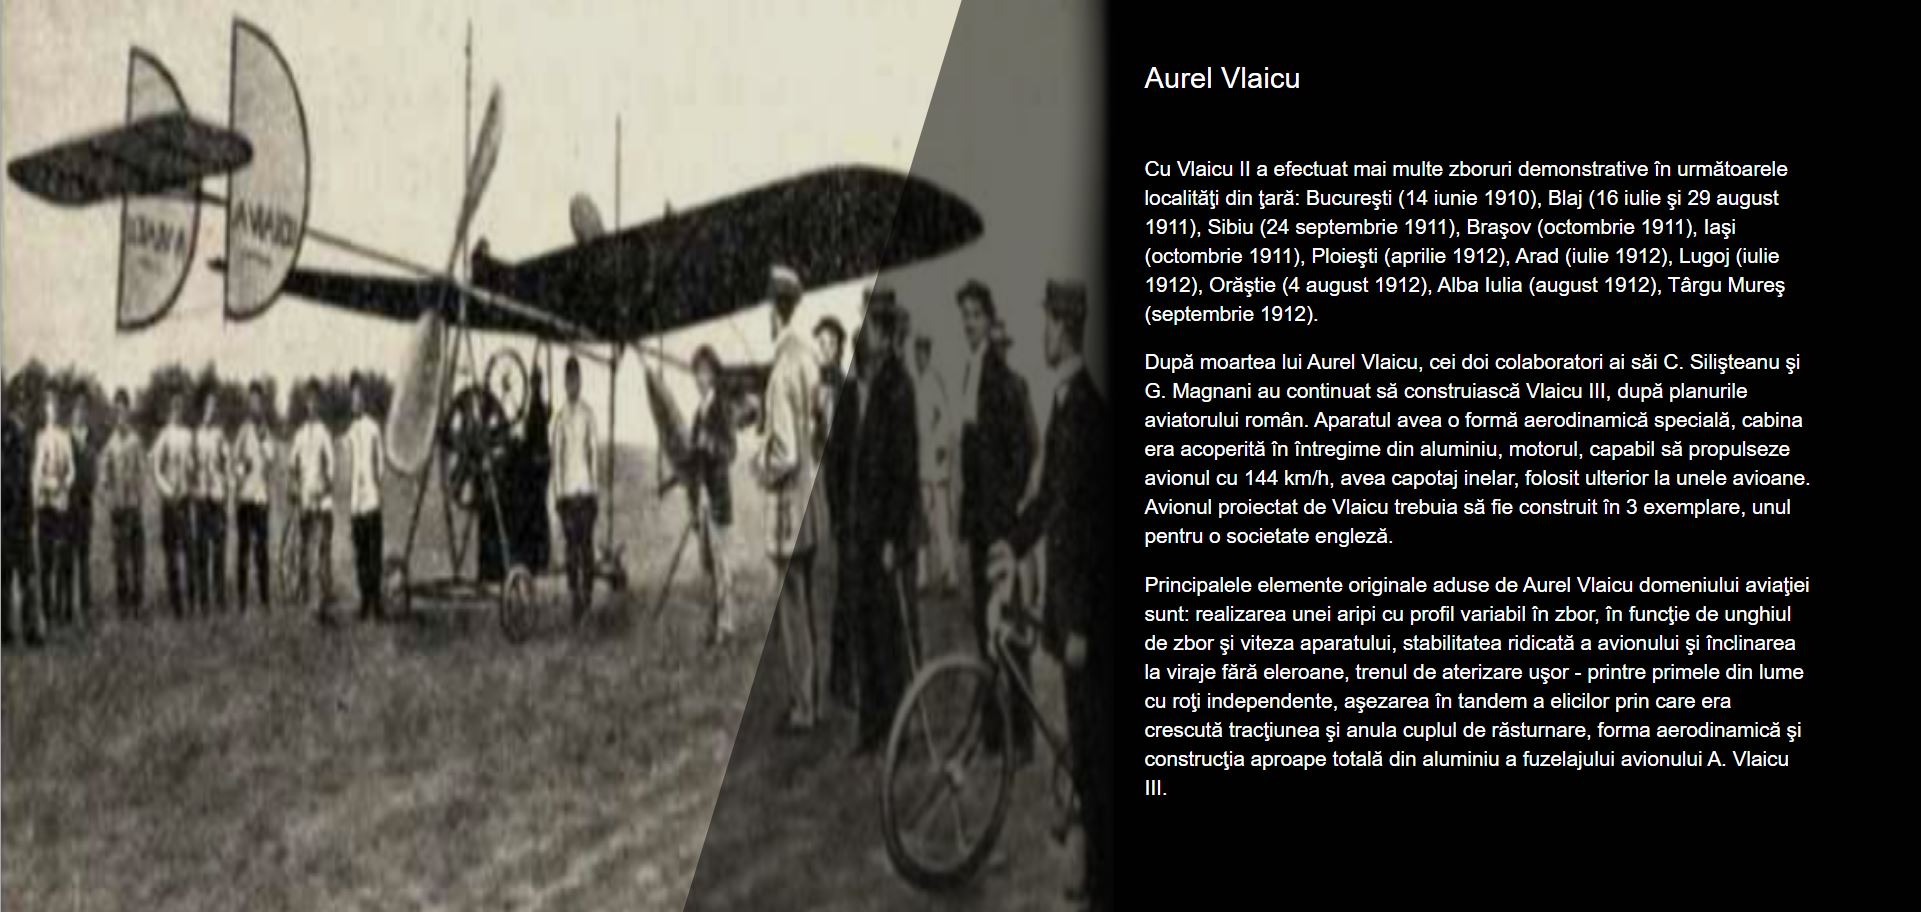 Aurel Vlaicu
Cu Vlaicu II a efectuat mai multe zboruri demonstrative în următoarele
localităţi din ţară: Bucureşti (14 iunie 1910), Blaj (16 iulie şi 29 august
1911), Sibiu (24 septembrie 1911), Braşov (octombrie 1911), Iaşi
(octombrie 1911), Ploieşti (aprilie 1912), Arad (iulie 1912), Lugoj (iulie
1912), Orăştie (4 august 1912), Alba Iulia (august 1912), Târgu Mureş
(septembrie 1912).
După moartea lui Aurel Vlaicu, cei doi colaboratori ai săi C. Silişteanu şi
G. Magnani au continuat să construiască Vlaicu III, după planurile
aviatorului român. Aparatul avea o formă aerodinamică specială, cabina
era acoperită în întregime din aluminiu, motorul, capabil să propulseze
avionul cu 144 km/h, avea capotaj inelar, folosit ulterior la unele avioane.
Avionul proiectat de Vlaicu trebuia să fie construit în 3 exemplare, unul
pentru o societate engleză.
Principalele elemente originale aduse de Aurel Vlaicu domeniului aviaţiei
sunt: realizarea unei aripi cu profil variabil în zbor, în funcţie de unghiul
de zbor şi viteza aparatului, stabilitatea ridicată a avionului şi înclinarea
la viraje fără eleroane, trenul de aterizare uşor - printre primele din lume
cu roţi independente, aşezarea în tandem a elicilor prin care era
crescută tracţiunea şi anula cuplul de răsturnare, forma aerodinamică şi
construcţia aproape totală din aluminiu a fuzelajului avionului A. Vlaicu
III.